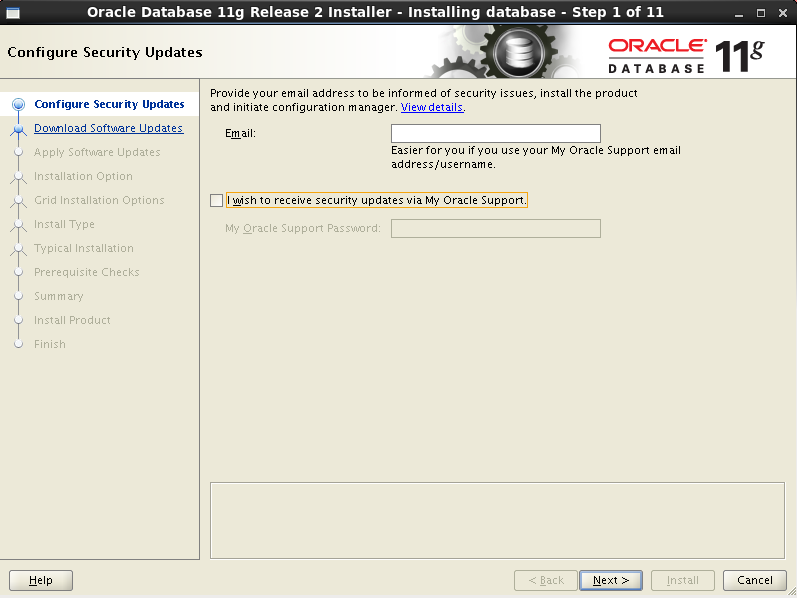 Oracle Database 11g Release 2 Installer - Installing database - Step 1 of 11
Configure Security Updates
ORACLE
DATABASE 11g
Configure Security Updates
Download Software Updates
Apply Software Updates
Installation Option
Grid Installation Options
Install Type
Typical Installation
Prerequisite Checks
Summary
Install Product
Finish
Provide your email address to be informed of security issues, install the product
and initiate configuration manager. View details.
Email:
Easier for you if you use your My Oracle Support email
address/username.
I wish to receive security updates via My Oracle Support.
My Oracle Support Password:
Help
< Back
Next >
Install
Cancel